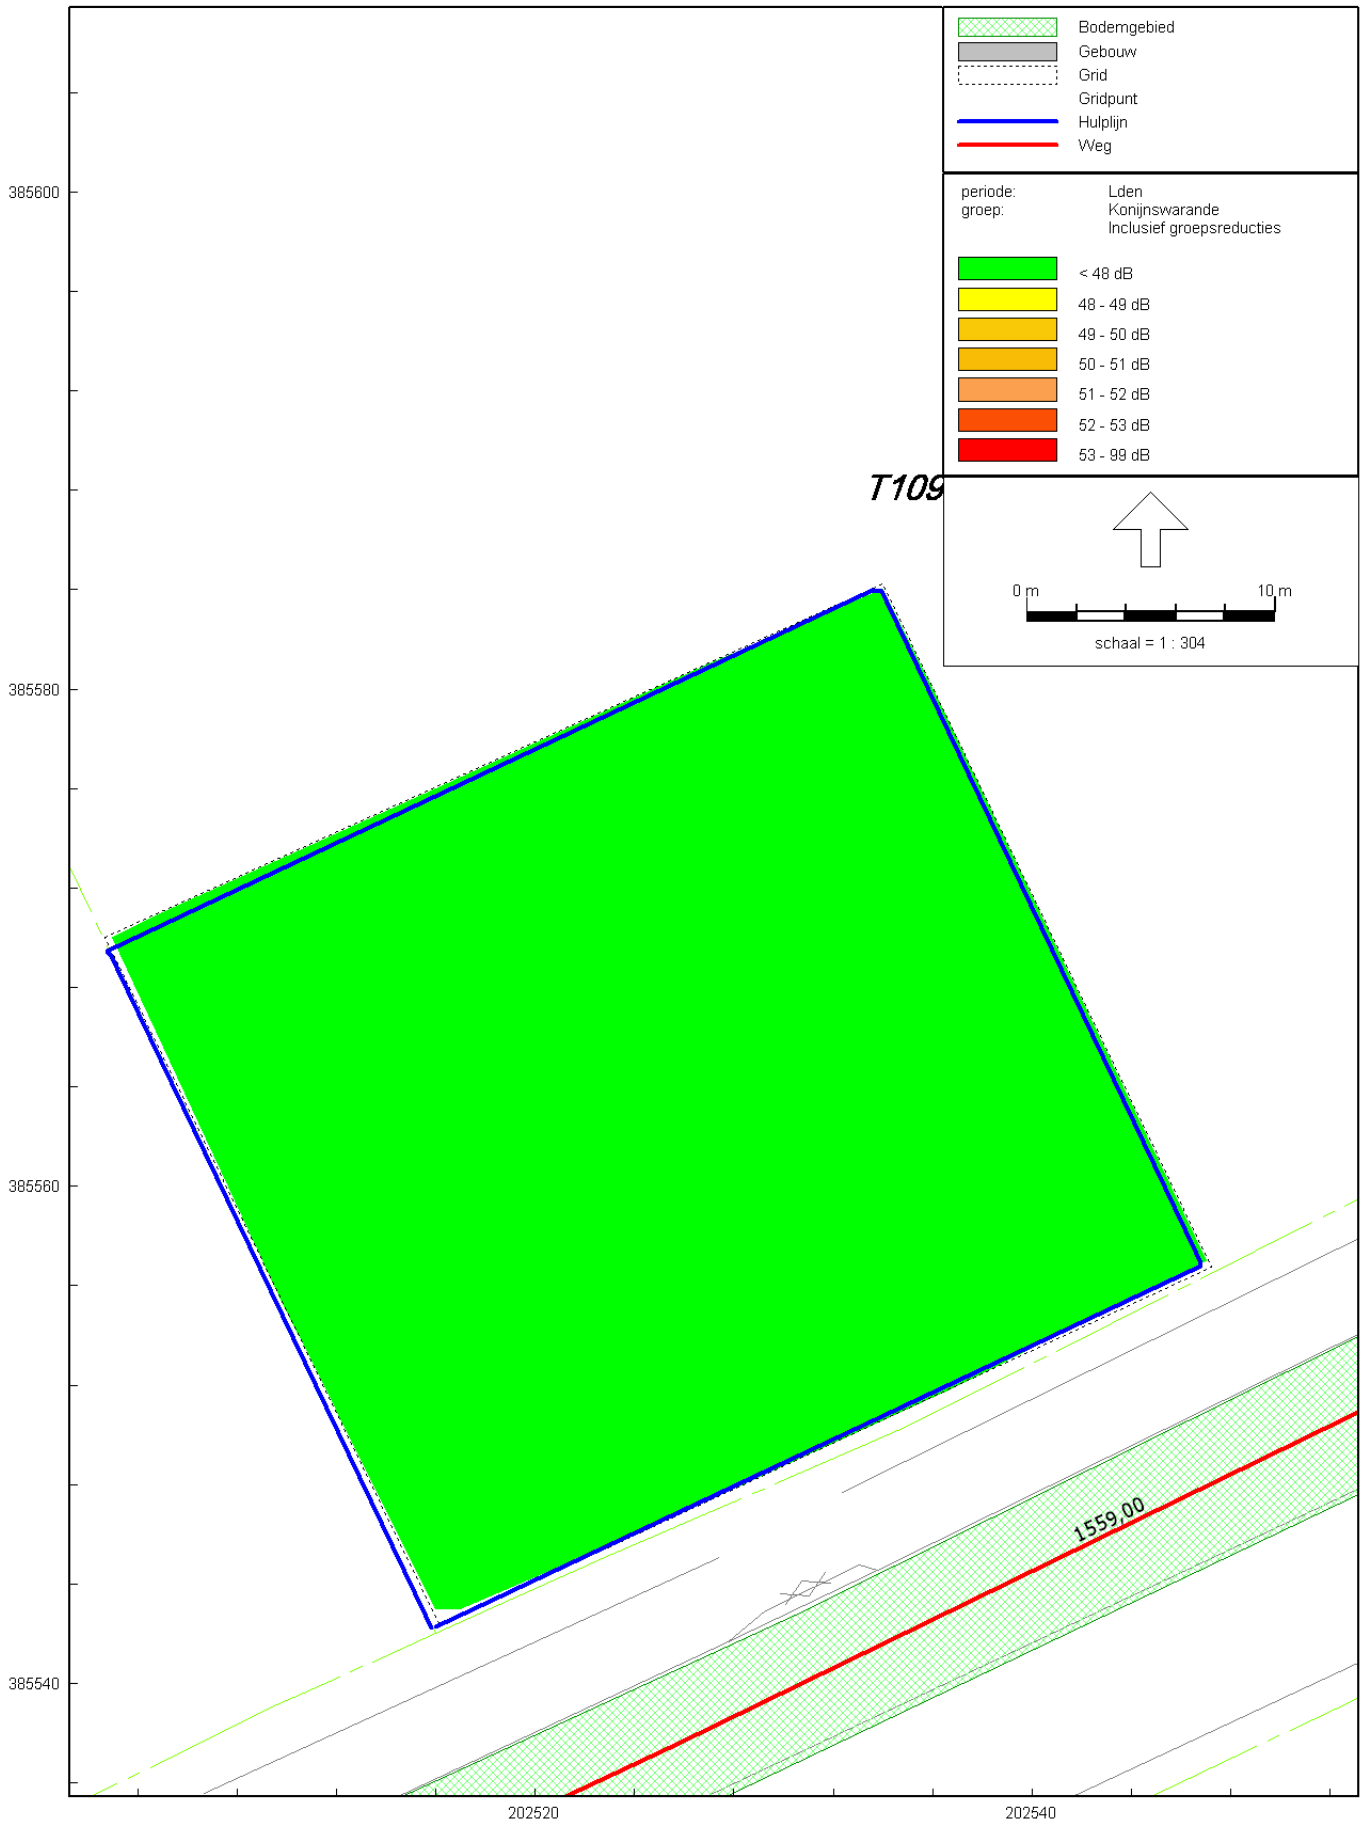 Bodemgebied
Gebouw
Grid
Gridpunt
Hulplijn
Weg
periode: Lden
groep: Konijnswarande
Inclusief groepsreducties
< 48 dB
48 - 49 dB
49 - 50 dB
50 - 51 dB
51 - 52 dB
52 - 53 dB
53 - 99 dB
0 m 10 m
schaal = 1 : 304
385600
T109
385580
385560
1559,00
385540
202520 202540